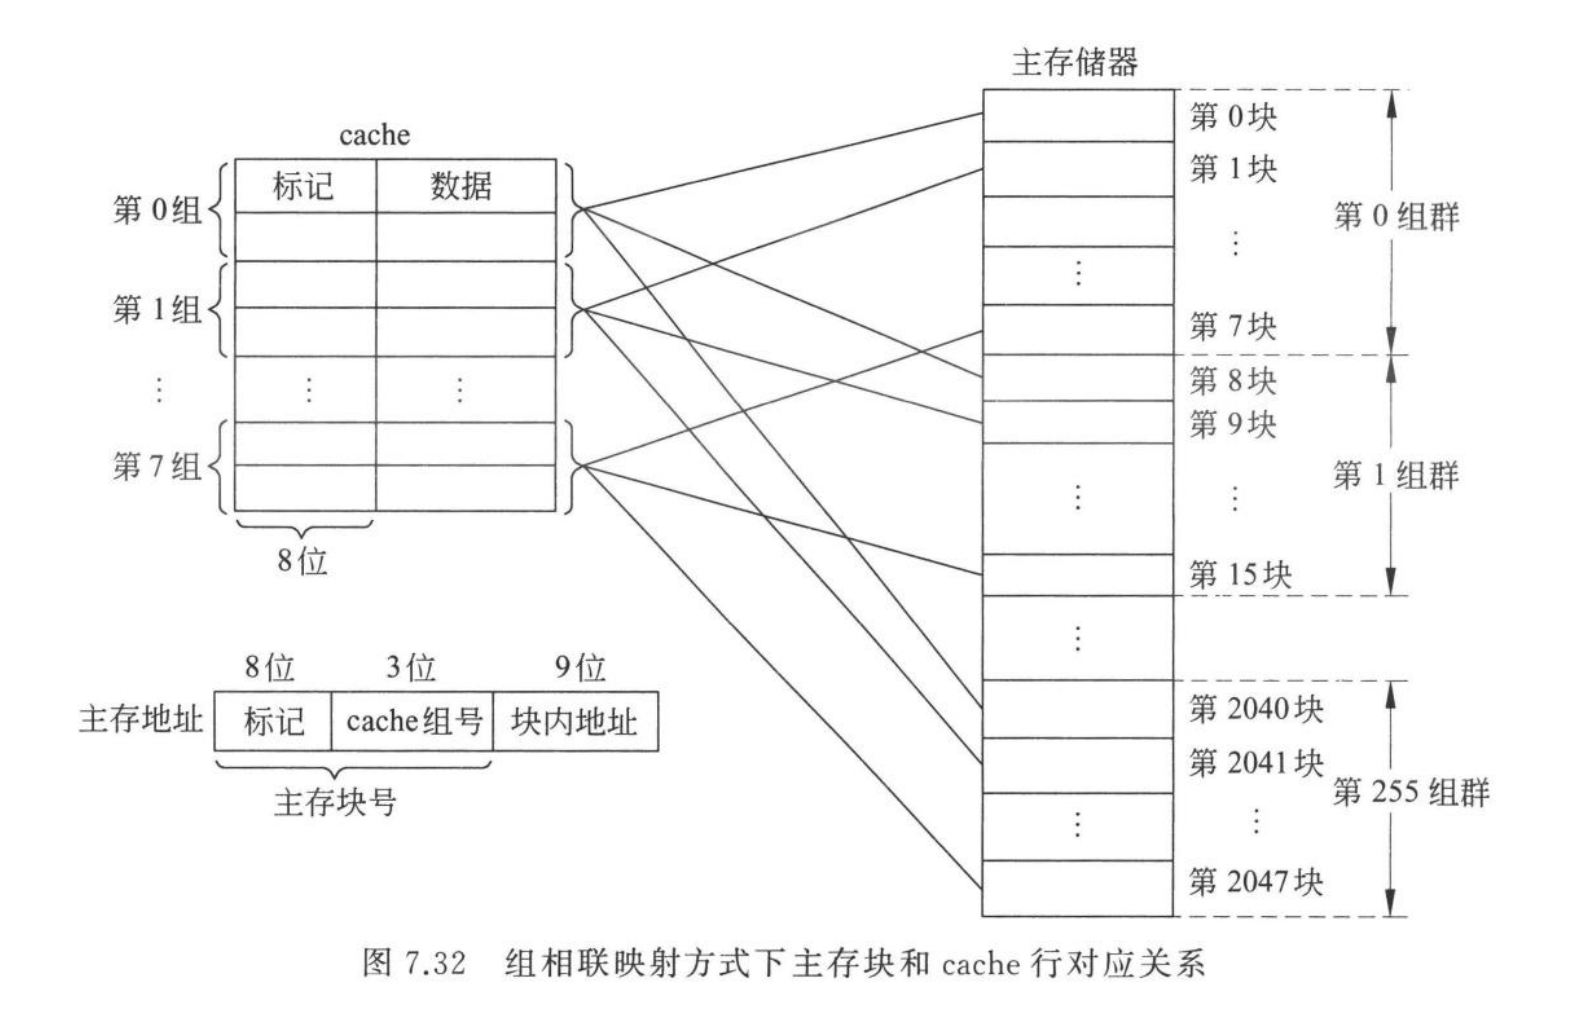 主存储器
cache
标记 数据
第 0 组
第 1 组
⋮ ⋮ ⋮
第 7 组
8 位
第 0 块
第 1 块
⋮ ⋮
第 7 块
第 0 组群
第 8 块
第 9 块
⋮ ⋮
第 15 块
第 1 组群
⋮
第 2040 块
第 2041 块
⋮ ⋮
第 2047 块
第 255 组群
8 位 3 位 9 位
主存地址 标记 cache 组号 块内地址
主存块号
图 7.32 组相联映射方式下主存块和 cache 行对应关系